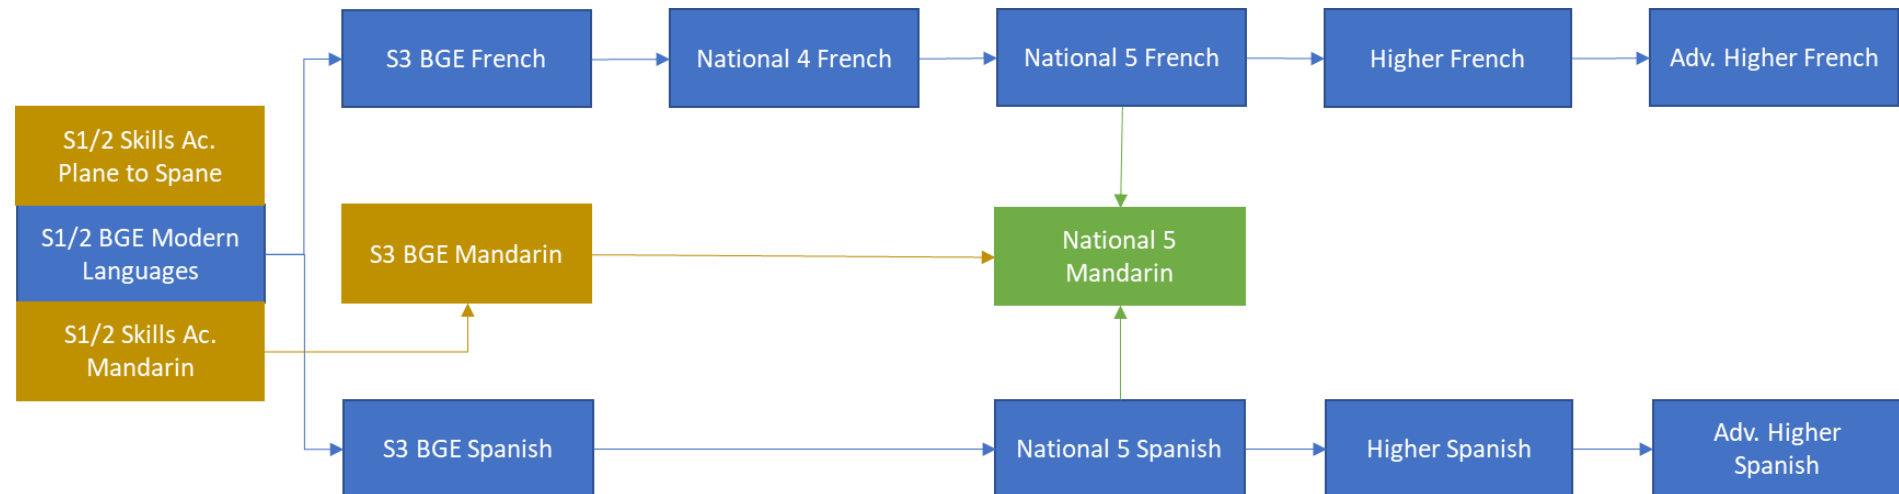 S3 BGE French
National 4 French
National 5 French
Higher French
Adv. Higher French
S1/2 Skills Ac.
Plane to Spane
S1/2 BGE Modern
Languages
S1/2 Skills Ac.
Mandarin
S3 BGE Mandarin
National 5
Mandarin
S3 BGE Spanish
National 5 Spanish
Higher Spanish
Adv. Higher
Spanish